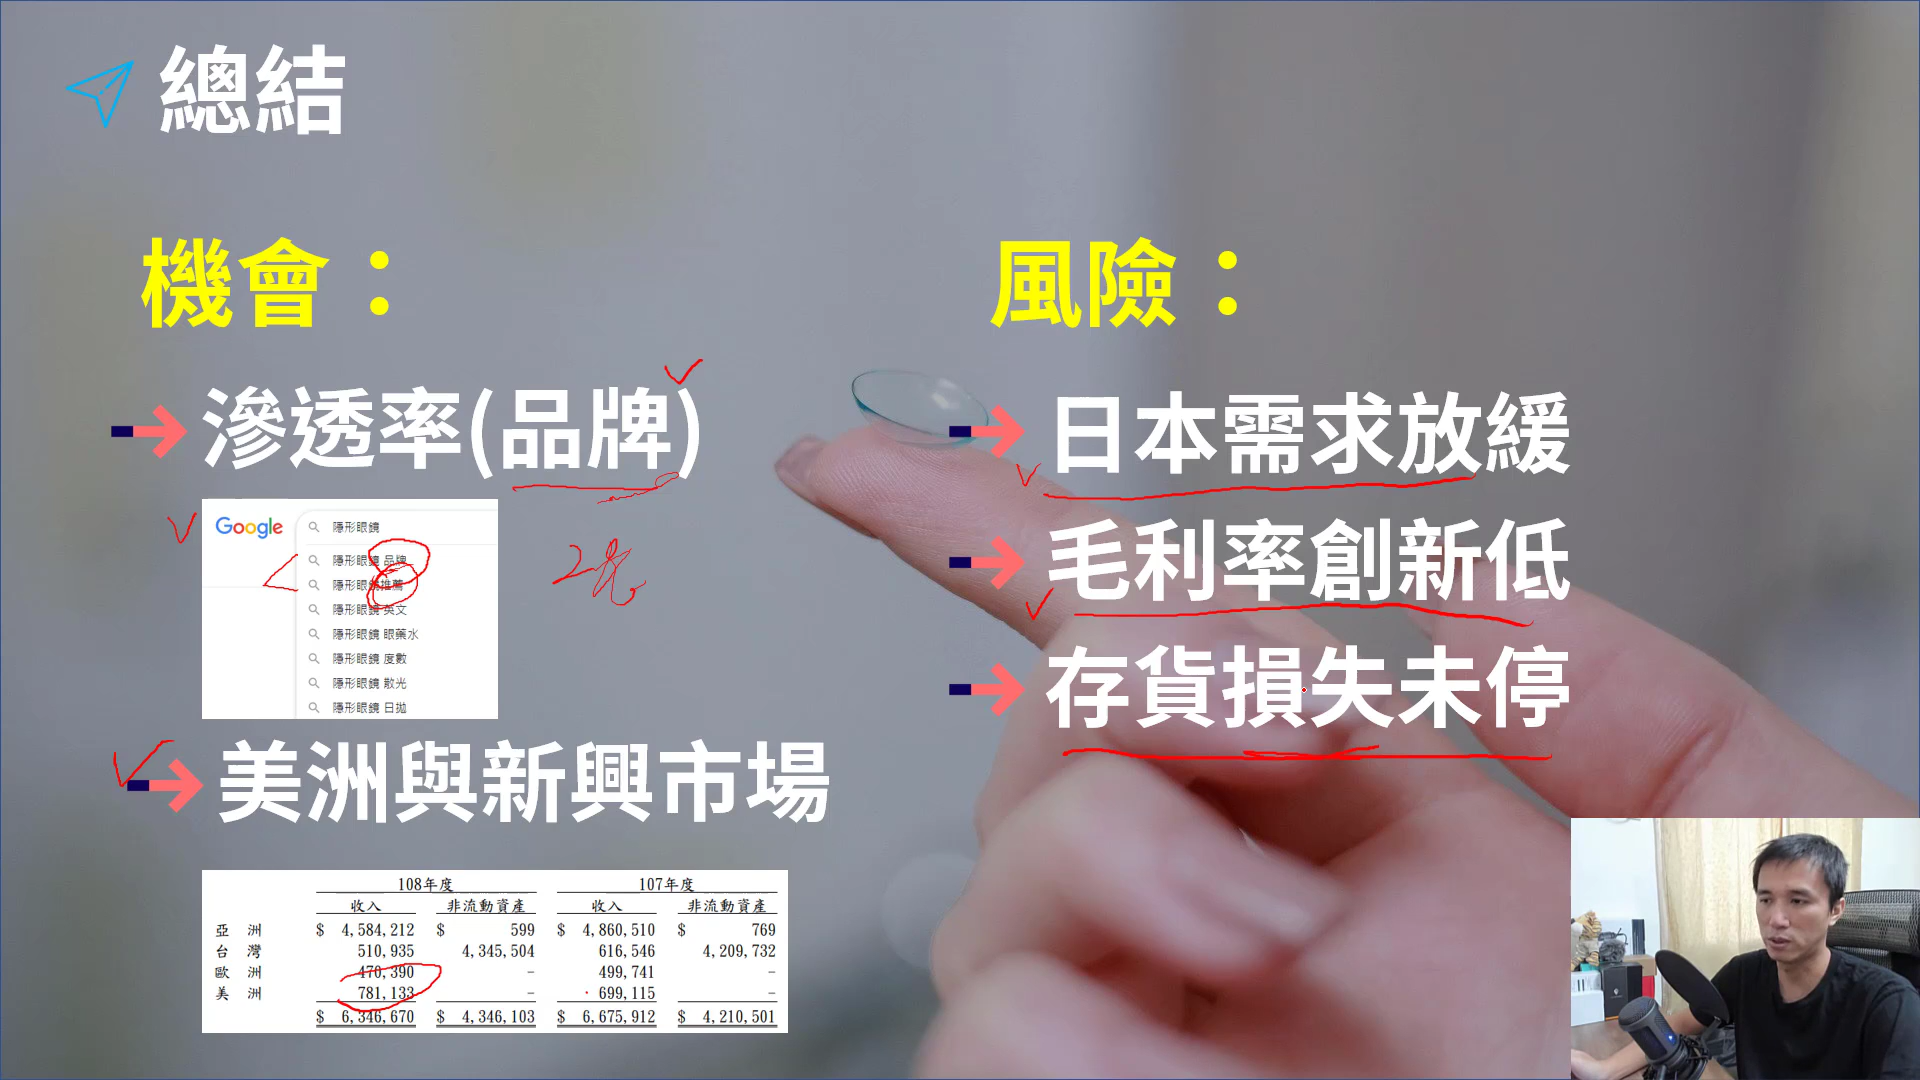 總結
機會：
滲透率(品牌)
Google
隱形眼鏡
隱形眼鏡 品牌
隱形眼鏡 推薦
隱形眼鏡 英文
隱形眼鏡 眼藥水
隱形眼鏡 度數
隱形眼鏡 散光
隱形眼鏡 日拋
美洲與新興市場
108年度 107年度
收入 非流動資產 收入 非流動資產
亞洲 $ 4,584,212 $ 599 $ 4,860,510 $ 769
台灣 510,935 4,345,504 616,546 4,209,732
歐洲 470,390 - 499,741 -
美洲 781,133 - 699,115 -
$ 6,346,670 $ 4,346,103 $ 6,675,912 $ 4,210,501
風險：
日本需求放緩
毛利率創新低
存貨損失未停